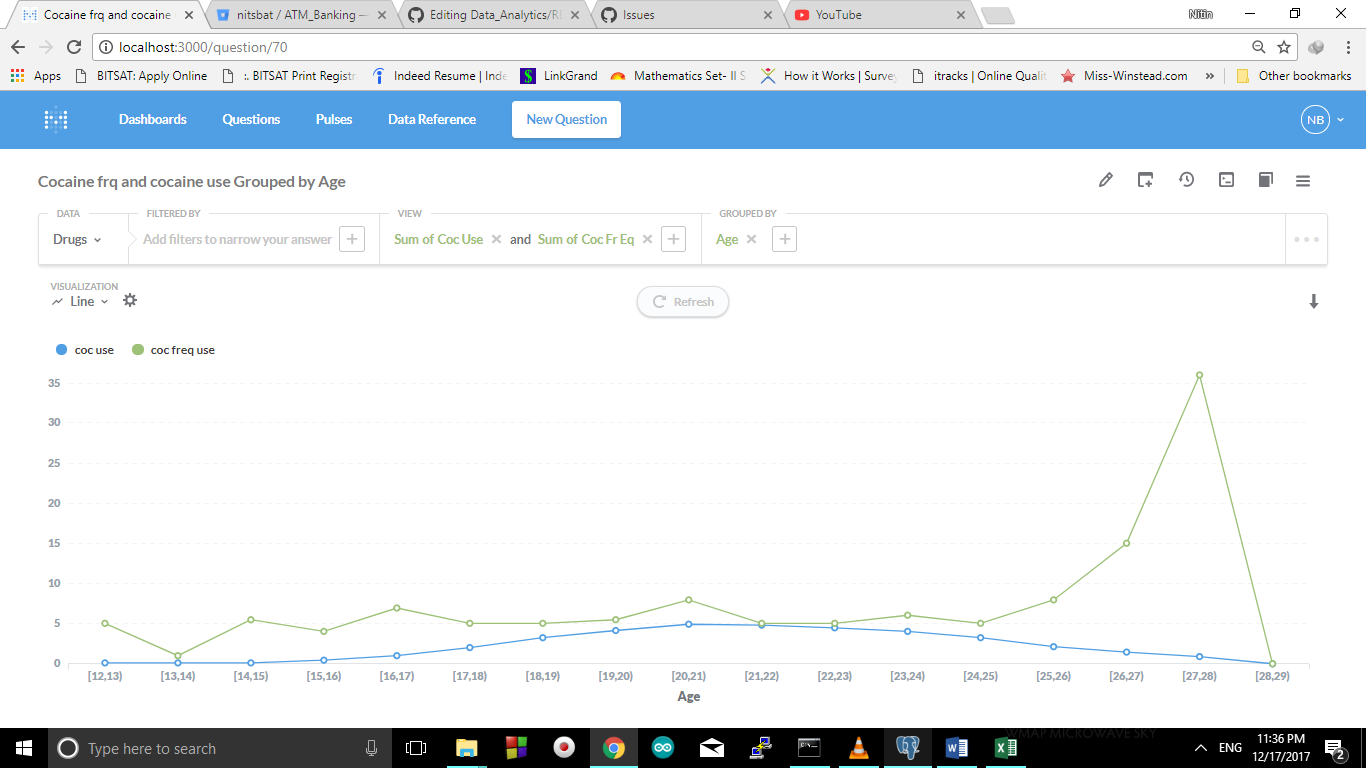 Cocaine frq and cocaine
nitsbat / ATM_Banking —
Editing Data_Analytics/RE
Issues
YouTube
Nitin
localhost:3000/question/70
Apps
BITSAT: Apply Online
:. BITSAT Print Registr
Indeed Resume | Inde
LinkGrand
Mathematics Set- II S
How it Works | Survey
itracks | Online Qualit
Miss-Winstead.com
»
Other bookmarks
Dashboards
Questions
Pulses
Data Reference
New Question
NB
Cocaine frq and cocaine use Grouped by Age
DATA
FILTERED BY
VIEW
GROUPED BY
Drugs
Add filters to narrow your answer
Sum of Coc Use
and
Sum of Coc Fr Eq
Age
VISUALIZATION
Line
Refresh
coc use
coc freq use
35
30
25
20
15
10
5
0
[12,13)
[13,14)
[14,15)
[15,16)
[16,17)
[17,18)
[18,19)
[19,20)
[20,21)
[21,22)
[22,23)
[23,24)
[24,25)
[25,26)
[26,27)
[27,28)
[28,29)
Age
Type here to search
WMAP MICROWAVE SKY
ENG
11:36 PM
12/17/2017
2